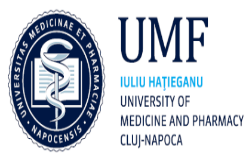 UNIVERSITAS MEDICINAE ET PHARMACIAE
NAPOCENSIS
UMF
IULIU HAȚIEGANU
UNIVERSITY OF
MEDICINE AND PHARMACY
CLUJ-NAPOCA